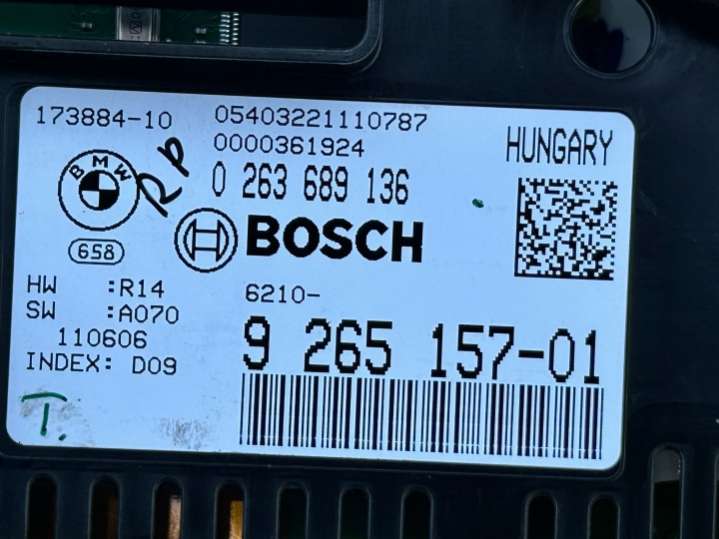 173884-10
05403221110787
0000361924
HUNGARY
BMW
RP
0 263 689 136
BOSCH
658
HW :R14
SW :A070
110606
INDEX: D09
6210-
9 265 157-01
T.